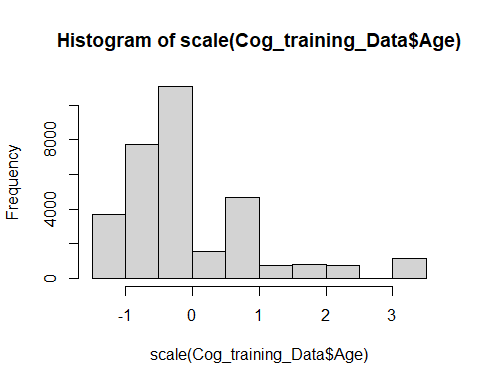 Histogram of scale(Cog_training_Data$Age)
Frequency
8000
4000
0
-1 0 1 2 3
scale(Cog_training_Data$Age)